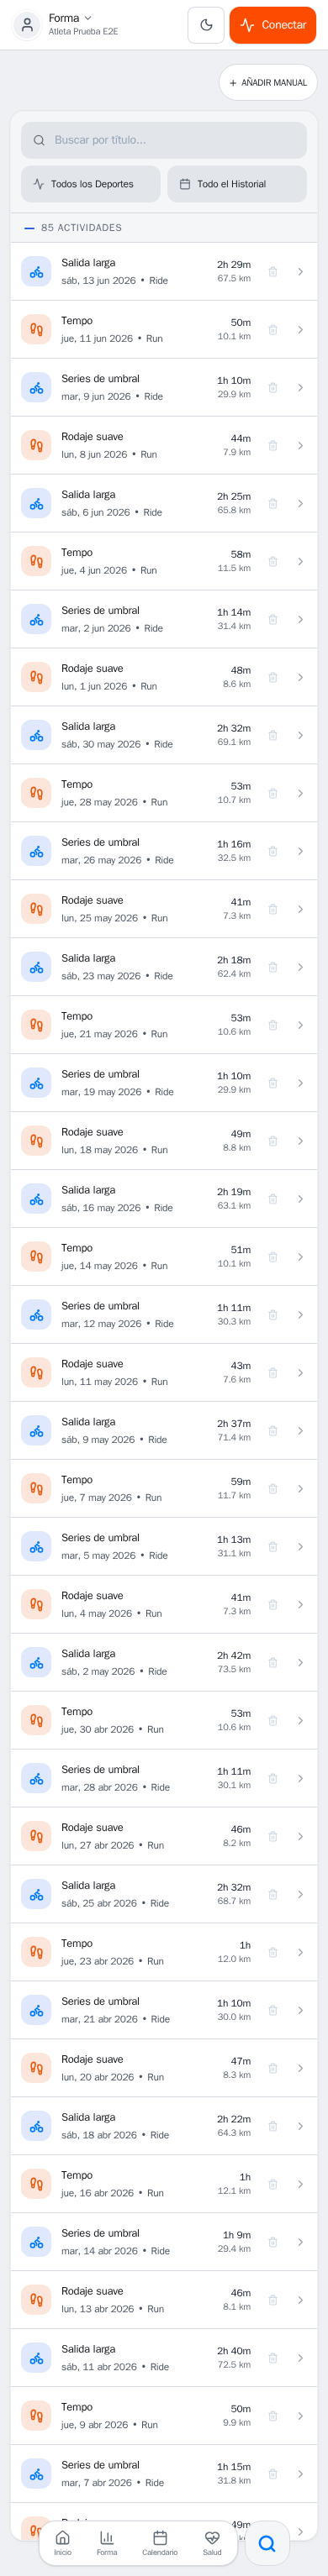 Forma
Atleta Prueba E2E
Conectar
+ AÑADIR MANUAL
Buscar por título...
Todos los Deportes
Todo el Historial
85 ACTIVIDADES
Salida larga
2h 29m
sáb, 13 jun 2026 • Ride
67.5 km
Tempo
50m
jue, 11 jun 2026 • Run
10.1 km
Series de umbral
1h 10m
mar, 9 jun 2026 • Ride
29.9 km
Rodaje suave
44m
lun, 8 jun 2026 • Run
7.9 km
Salida larga
2h 25m
sáb, 6 jun 2026 • Ride
65.8 km
Tempo
58m
jue, 4 jun 2026 • Run
11.5 km
Series de umbral
1h 14m
mar, 2 jun 2026 • Ride
31.4 km
Rodaje suave
48m
lun, 1 jun 2026 • Run
8.6 km
Salida larga
2h 32m
sáb, 30 may 2026 • Ride
69.1 km
Tempo
53m
jue, 28 may 2026 • Run
10.7 km
Series de umbral
1h 16m
mar, 26 may 2026 • Ride
32.5 km
Rodaje suave
41m
lun, 25 may 2026 • Run
7.3 km
Salida larga
2h 18m
sáb, 23 may 2026 • Ride
62.4 km
Tempo
53m
jue, 21 may 2026 • Run
10.6 km
Series de umbral
1h 10m
mar, 19 may 2026 • Ride
29.9 km
Rodaje suave
49m
lun, 18 may 2026 • Run
8.8 km
Salida larga
2h 19m
sáb, 16 may 2026 • Ride
63.1 km
Tempo
51m
jue, 14 may 2026 • Run
10.1 km
Series de umbral
1h 11m
mar, 12 may 2026 • Ride
30.3 km
Rodaje suave
43m
lun, 11 may 2026 • Run
7.6 km
Salida larga
2h 37m
sáb, 9 may 2026 • Ride
71.4 km
Tempo
59m
jue, 7 may 2026 • Run
11.7 km
Series de umbral
1h 13m
mar, 5 may 2026 • Ride
31.1 km
Rodaje suave
41m
lun, 4 may 2026 • Run
7.3 km
Salida larga
2h 42m
sáb, 2 may 2026 • Ride
73.5 km
Tempo
53m
jue, 30 abr 2026 • Run
10.6 km
Series de umbral
1h 11m
mar, 28 abr 2026 • Ride
30.1 km
Rodaje suave
46m
lun, 27 abr 2026 • Run
8.2 km
Salida larga
2h 32m
sáb, 25 abr 2026 • Ride
68.7 km
Tempo
1h
jue, 23 abr 2026 • Run
12.0 km
Series de umbral
1h 10m
mar, 21 abr 2026 • Ride
30.0 km
Rodaje suave
47m
lun, 20 abr 2026 • Run
8.3 km
Salida larga
2h 22m
sáb, 18 abr 2026 • Ride
64.3 km
Tempo
1h
jue, 16 abr 2026 • Run
12.1 km
Series de umbral
1h 9m
mar, 14 abr 2026 • Ride
29.4 km
Rodaje suave
46m
lun, 13 abr 2026 • Run
8.1 km
Salida larga
2h 40m
sáb, 11 abr 2026 • Ride
72.5 km
Tempo
50m
jue, 9 abr 2026 • Run
9.9 km
Series de umbral
1h 15m
mar, 7 abr 2026 • Ride
31.8 km
49m
Inicio
Forma
Calendario
Salud